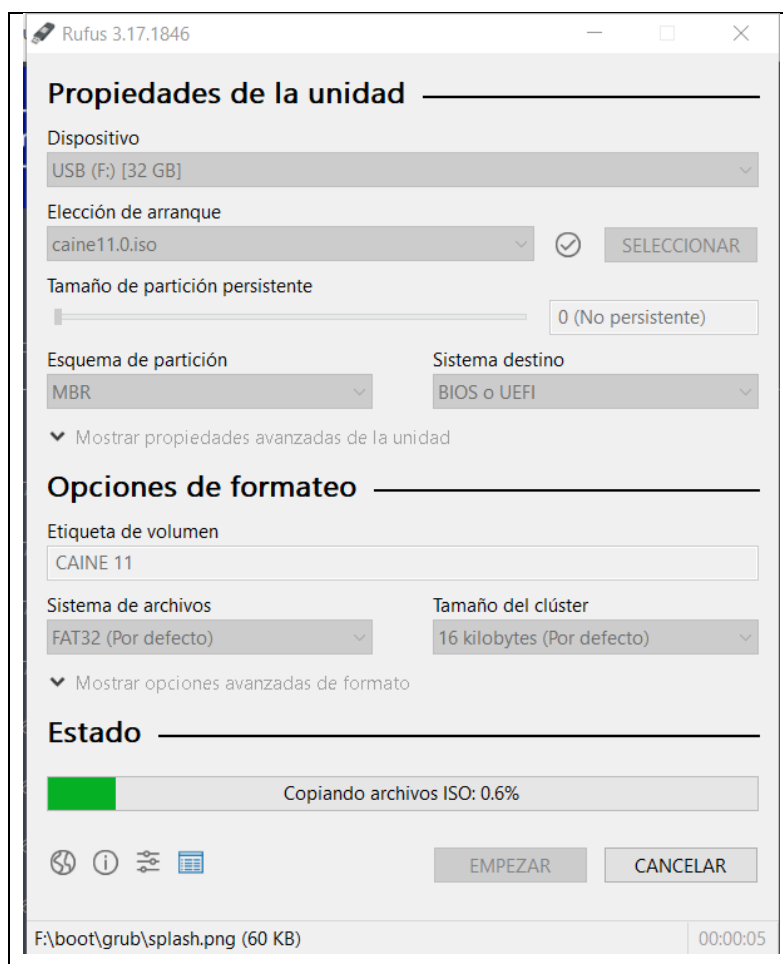 Rufus 3.17.1846
Propiedades de la unidad
Dispositivo
USB (F:) [32 GB]
Elección de arranque
caine11.0.iso
SELECCIONAR
Tamaño de partición persistente
0 (No persistente)
Esquema de partición
Sistema destino
MBR
BIOS o UEFI
Mostrar propiedades avanzadas de la unidad
Opciones de formateo
Etiqueta de volumen
CAINE 11
Sistema de archivos
Tamaño del clúster
FAT32 (Por defecto)
16 kilobytes (Por defecto)
Mostrar opciones avanzadas de formato
Estado
Copiando archivos ISO: 0.6%
EMPEZAR
CANCELAR
F:\boot\grub\splash.png (60 KB)
00:00:05